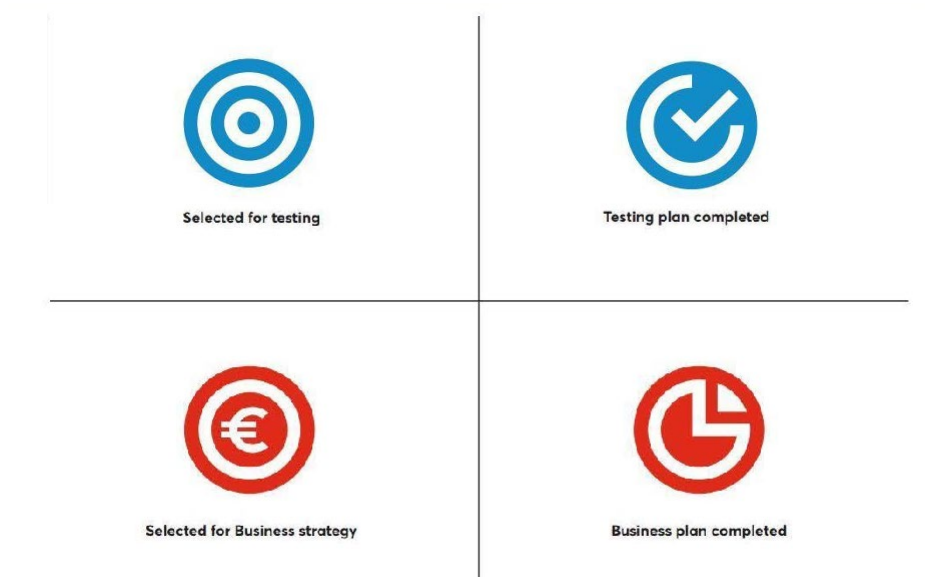 Selected for testing
Testing plan completed
€
Selected for Business strategy
Business plan completed